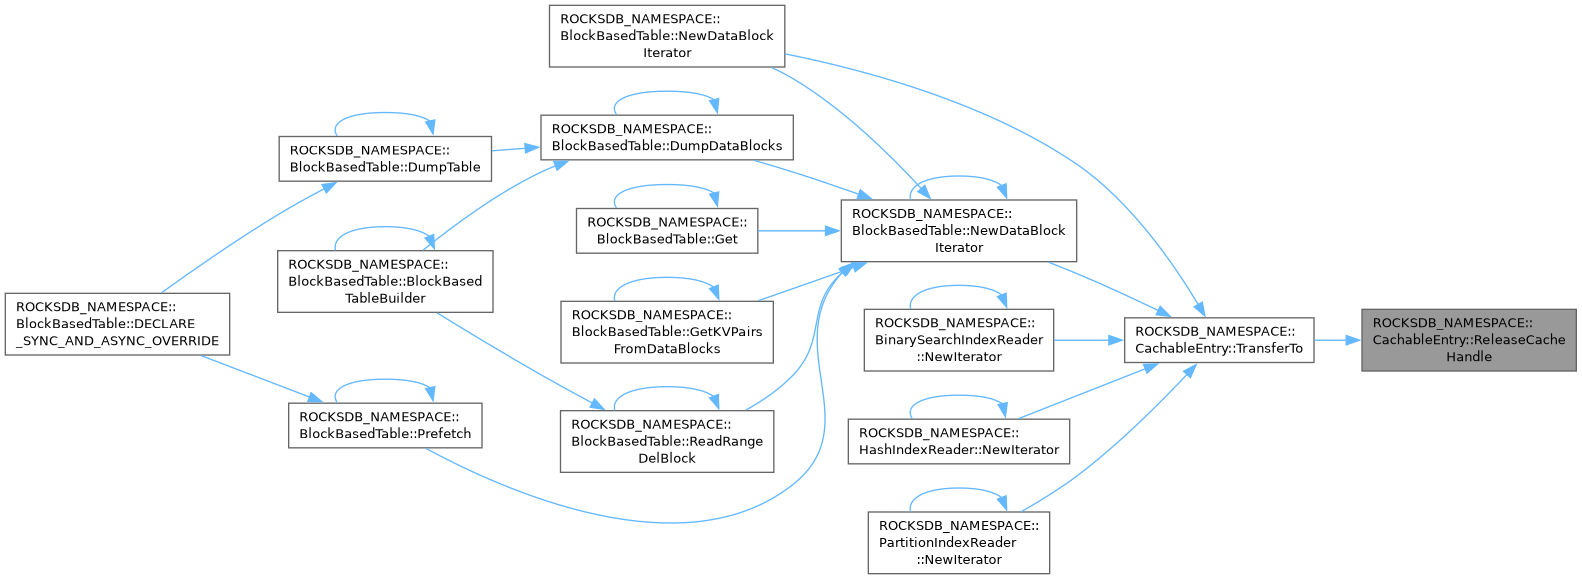 ROCKSDB_NAMESPACE::
BlockBasedTable::NewDataBlock
Iterator
ROCKSDB_NAMESPACE::
BlockBasedTable::DumpDataBlocks
ROCKSDB_NAMESPACE::
BlockBasedTable::DumpTable
ROCKSDB_NAMESPACE::
BlockBasedTable::NewDataBlock
Iterator
ROCKSDB_NAMESPACE::
BlockBasedTable::Get
ROCKSDB_NAMESPACE::
BlockBasedTable::BlockBased
TableBuilder
ROCKSDB_NAMESPACE::
BlockBasedTable::DECLARE
_SYNC_AND_ASYNC_OVERRIDE
ROCKSDB_NAMESPACE::
BlockBasedTable::GetKVPairs
FromDataBlocks
ROCKSDB_NAMESPACE::
BinarySearchIndexReader
::NewIterator
ROCKSDB_NAMESPACE::
CachableEntry::TransferTo
ROCKSDB_NAMESPACE::
CachableEntry::ReleaseCache
Handle
ROCKSDB_NAMESPACE::
BlockBasedTable::Prefetch
ROCKSDB_NAMESPACE::
BlockBasedTable::ReadRange
DelBlock
ROCKSDB_NAMESPACE::
HashIndexReader::NewIterator
ROCKSDB_NAMESPACE::
PartitionIndexReader
::NewIterator